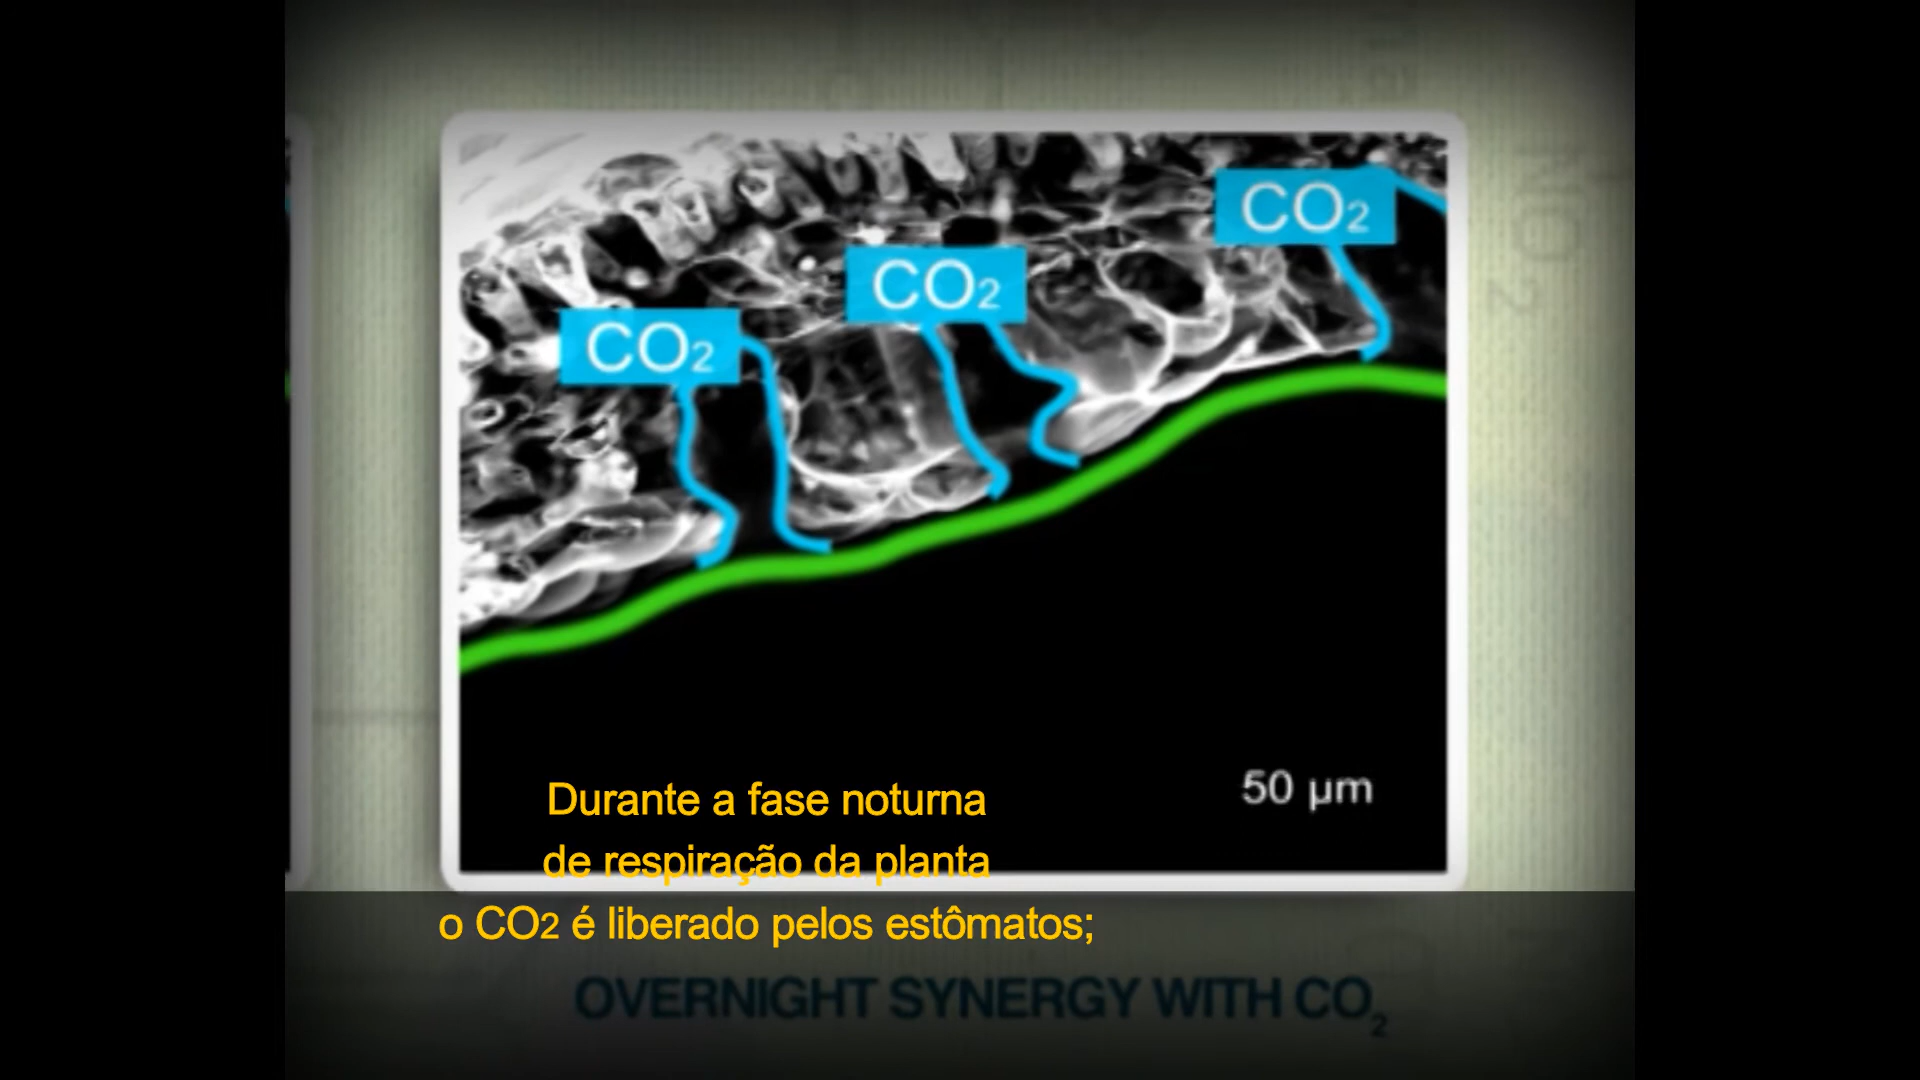 CO2
CO2
CO2
50 µm
Durante a fase noturna
de respiração da planta
o CO2 é liberado pelos estômatos;
OVERNIGHT SYNERGY WITH CO2